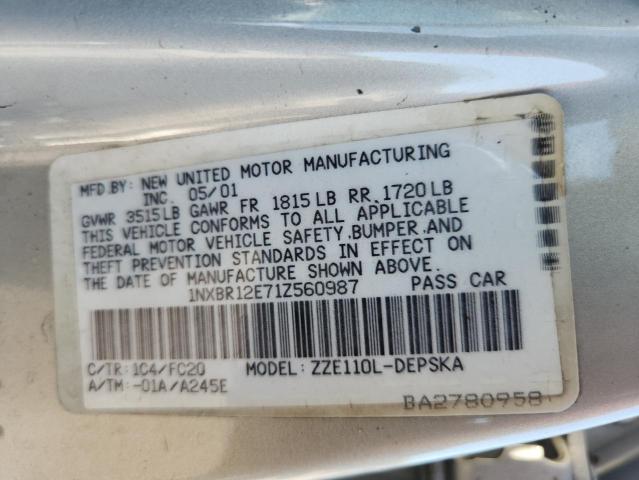 MFD.BY: NEW UNITED MOTOR MANUFACTURING
INC. 05/01
GVWR 3515LB GAWR FR 1815LB RR.1720LB
THIS VEHICLE CONFORMS TO ALL APPLICABLE
FEDERAL MOTOR VEHICLE SAFETY.BUMPER.AND
THEFT PREVENTION STANDARDS IN EFFECT ON
THE DATE OF MANUFACTURE SHOWN ABOVE.
1NXBR12E71Z560987 PASS CAR
C/TR: 1C4/FC20 MODEL: ZZE110L-DEPSKA
A/TM: -01A/A245E
BA2780958